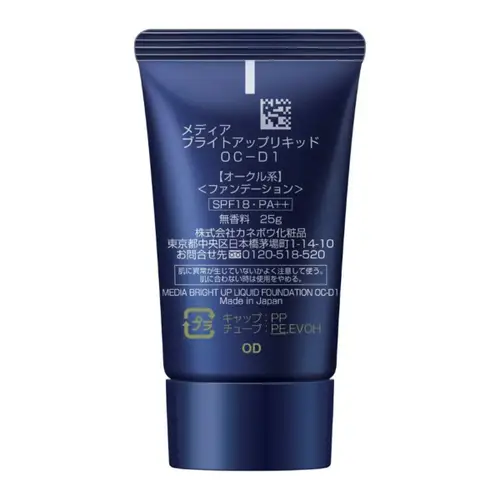 メディア
ブライトアップリキッド
OC-D1
【オークル系】
<ファンデーション>
SPF18・PA++
無香料 25g
株式会社カネボウ化粧品
東京都中央区日本橋茅場町1-14-10
お問合せ先 0120-518-520
肌に異常が生じていないかよく注意して使う。
肌に合わない時は使用をやめる。
MEDIA BRIGHT UP LIQUID FOUNDATION OC-D1
Made in Japan
キャップ:PP
プラ チューブ:PE,EVOH
OD